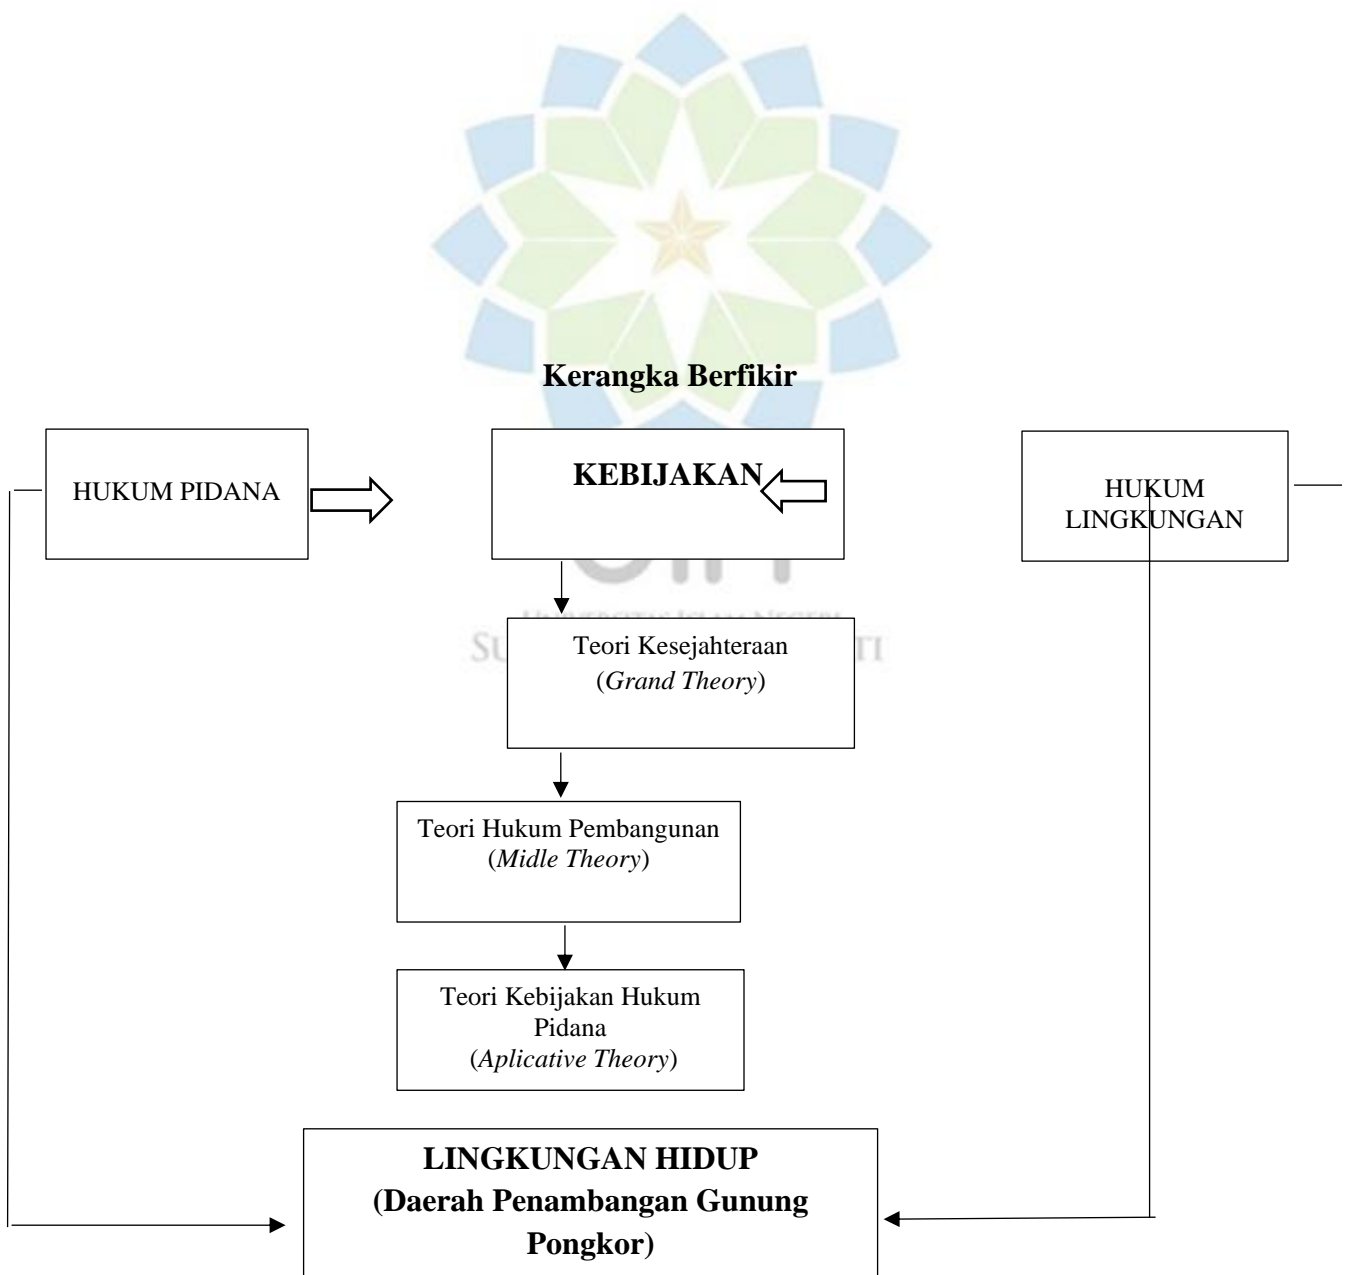 Kerangka Berfikir
HUKUM PIDANA
KEBIJAKAN
HUKUM
LINGKUNGAN
Teori Kesejahteraan
(Grand Theory)
Teori Hukum Pembangunan
(Midle Theory)
Teori Kebijakan Hukum
Pidana
(Aplicative Theory)
LINGKUNGAN HIDUP
(Daerah Penambangan Gunung
Pongkor)